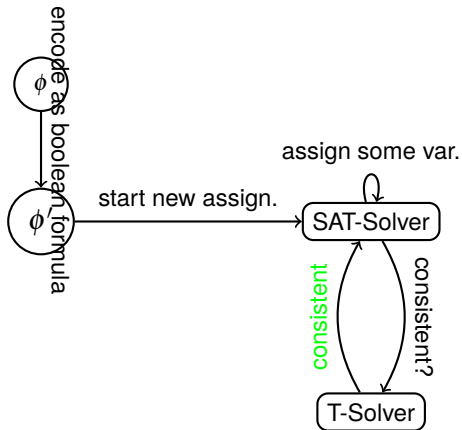 ϕ
encode as boolean formula
ϕ′
start new assign.
assign some var.
SAT-Solver
consistent
consistent?
T-Solver